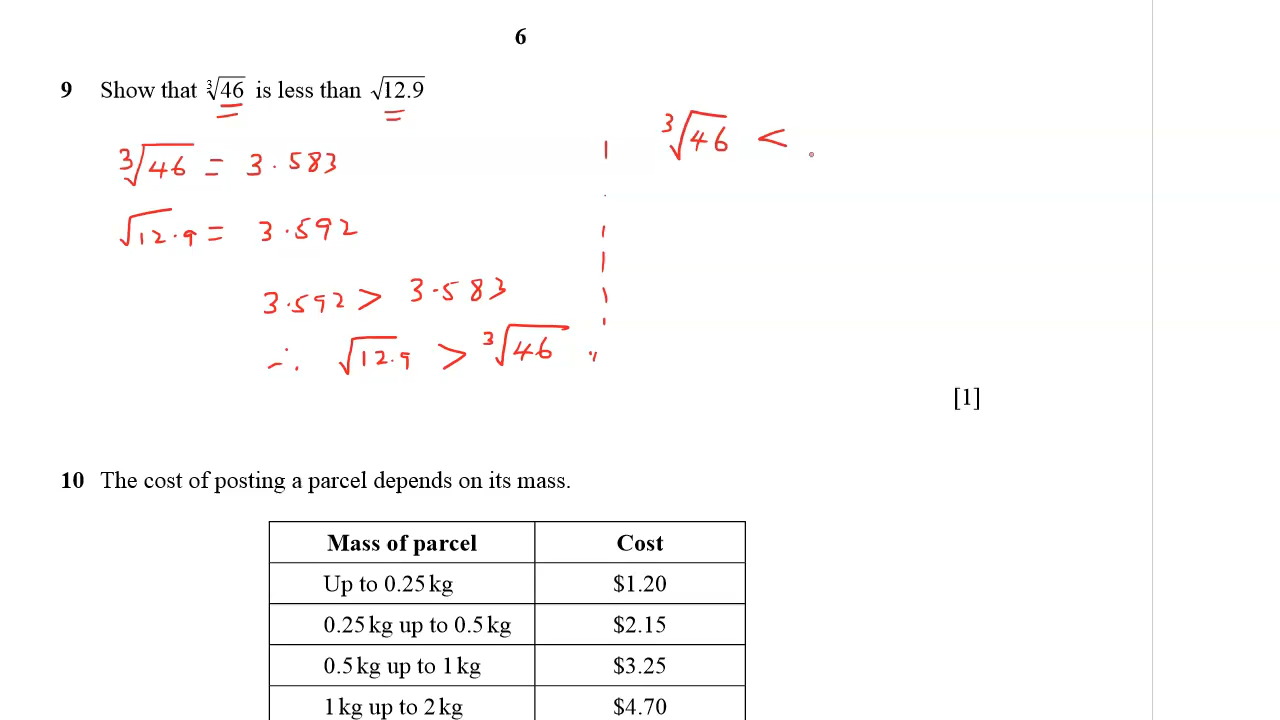 6
9 Show that ∛46 is less than √12.9
∛46 = 3.583
√12.9 = 3.592
3.592 > 3.583
∴ √12.9 > ∛46
∛46 <
[1]
10 The cost of posting a parcel depends on its mass.
Mass of parcel Cost
Up to 0.25 kg $1.20
0.25 kg up to 0.5 kg $2.15
0.5 kg up to 1 kg $3.25
1 kg up to 2 kg $4.70